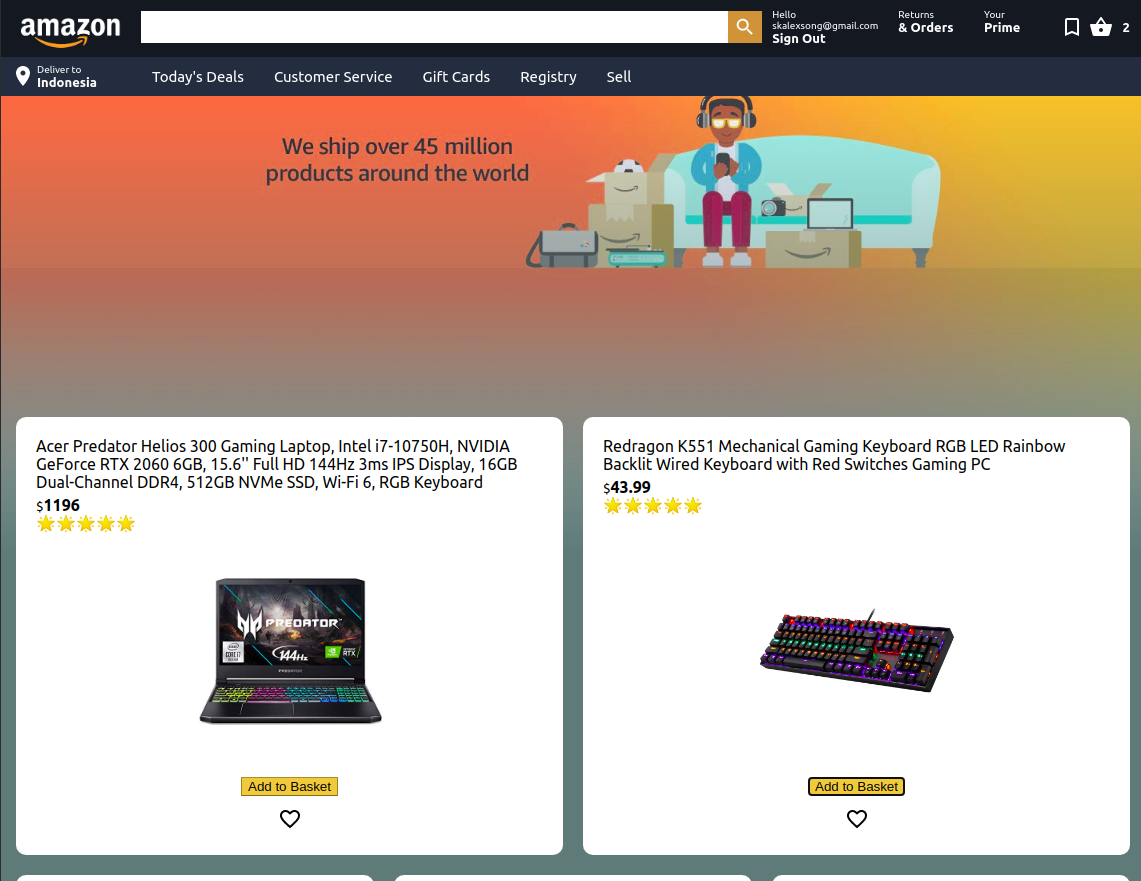 amazon
Hello
skalexsong@gmail.com
Sign Out
Returns
& Orders
Your
Prime
2
Deliver to
Indonesia
Today's Deals
Customer Service
Gift Cards
Registry
Sell
We ship over 45 million
products around the world
Acer Predator Helios 300 Gaming Laptop, Intel i7-10750H, NVIDIA
GeForce RTX 2060 6GB, 15.6'' Full HD 144Hz 3ms IPS Display, 16GB
Dual-Channel DDR4, 512GB NVMe SSD, Wi-Fi 6, RGB Keyboard
$1196
PREDATOR
144Hz
RTX
PREDATOR
Add to Basket
Redragon K551 Mechanical Gaming Keyboard RGB LED Rainbow
Backlit Wired Keyboard with Red Switches Gaming PC
$43.99
Add to Basket